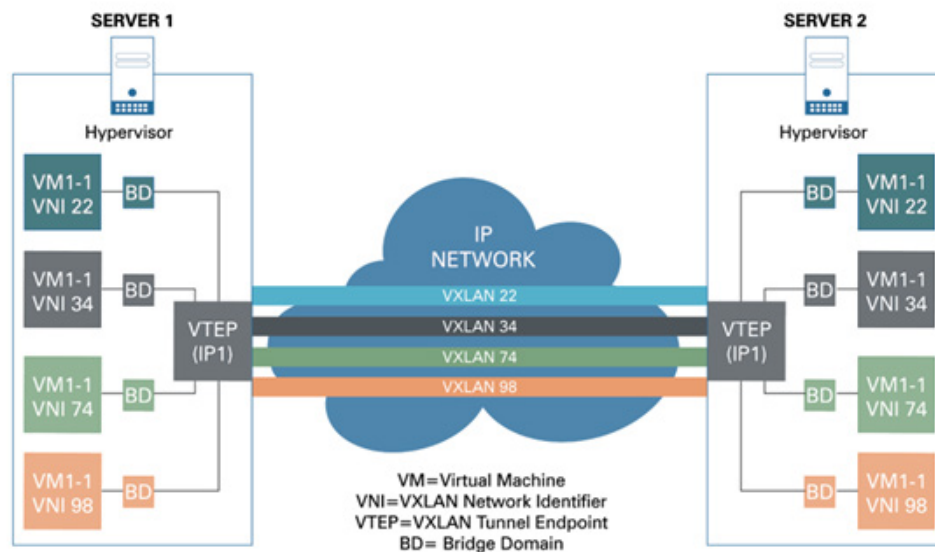 SERVER 1
Hypervisor
VM1-1
VNI 22
BD
VM1-1
VNI 34
BD
VM1-1
VNI 74
BD
VM1-1
VNI 98
BD
VTEP
(IP1)
IP
NETWORK
VXLAN 22
VXLAN 34
VXLAN 74
VXLAN 98
SERVER 2
Hypervisor
BD
VM1-1
VNI 22
BD
VM1-1
VNI 34
BD
VM1-1
VNI 74
BD
VM1-1
VNI 98
VTEP
(IP1)
VM=Virtual Machine
VNI=VXLAN Network Identifier
VTEP=VXLAN Tunnel Endpoint
BD= Bridge Domain